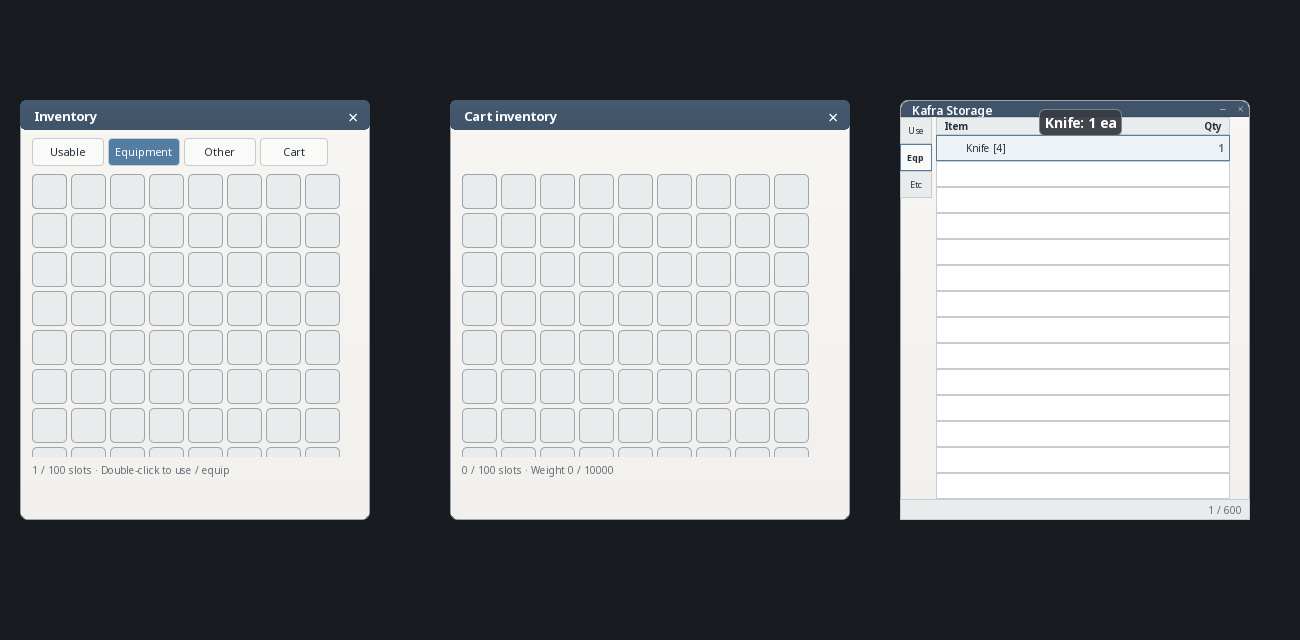 Inventory ×
Usable Equipment Other Cart
1 / 100 slots · Double-click to use / equip
Cart inventory ×
0 / 100 slots · Weight 0 / 10000
Kafra Storage − ×
Knife: 1 ea
Item Qty
Use
Eqp
Etc
Knife [4] 1
1 / 600